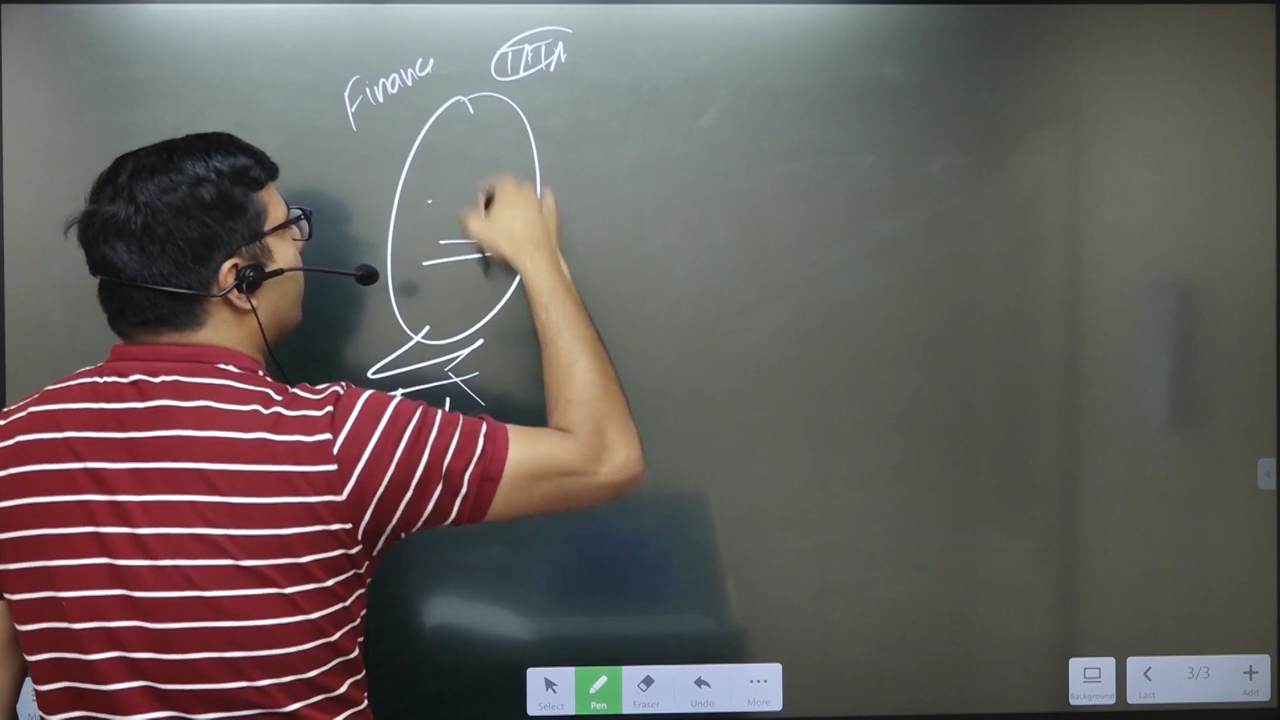 Finance TATA
Select Pen Eraser Undo More
Background
Last 3/3 Add